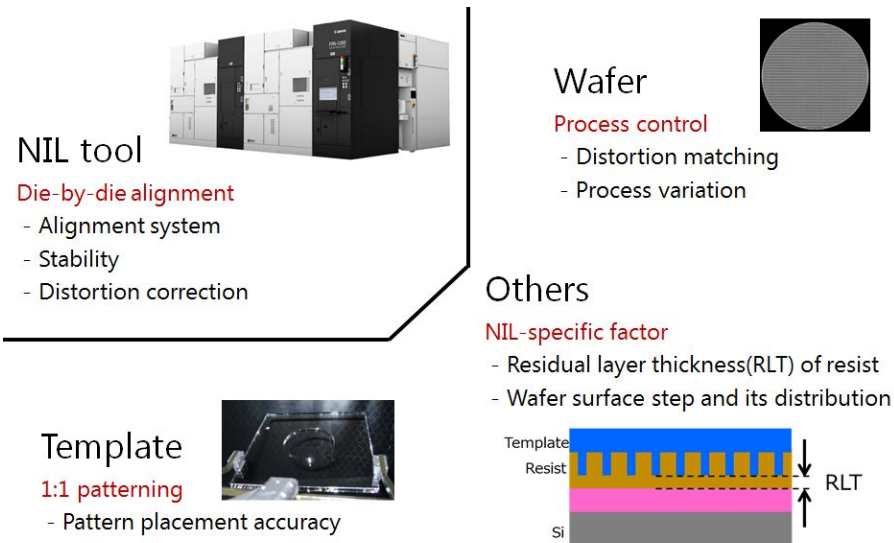 NIL tool
Die-by-die alignment
- Alignment system
- Stability
- Distortion correction
Canon
Wafer
Process control
- Distortion matching
- Process variation
Template
1:1 patterning
- Pattern placement accuracy
Others
NIL-specific factor
- Residual layer thickness(RLT) of resist
- Wafer surface step and its distribution
Template
Resist
RLT
Si